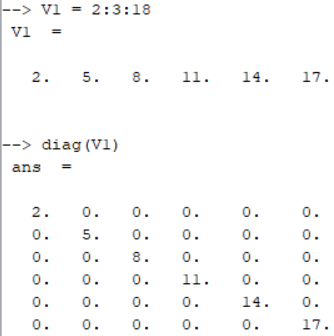 --> V1 = 2:3:18
V1  =
2.   5.   8.   11.   14.   17.
--> diag(V1)
ans  =
2.   0.   0.   0.    0.    0.
0.   5.   0.   0.    0.    0.
0.   0.   8.   0.    0.    0.
0.   0.   0.   11.   0.    0.
0.   0.   0.   0.    14.   0.
0.   0.   0.   0.    0.    17.